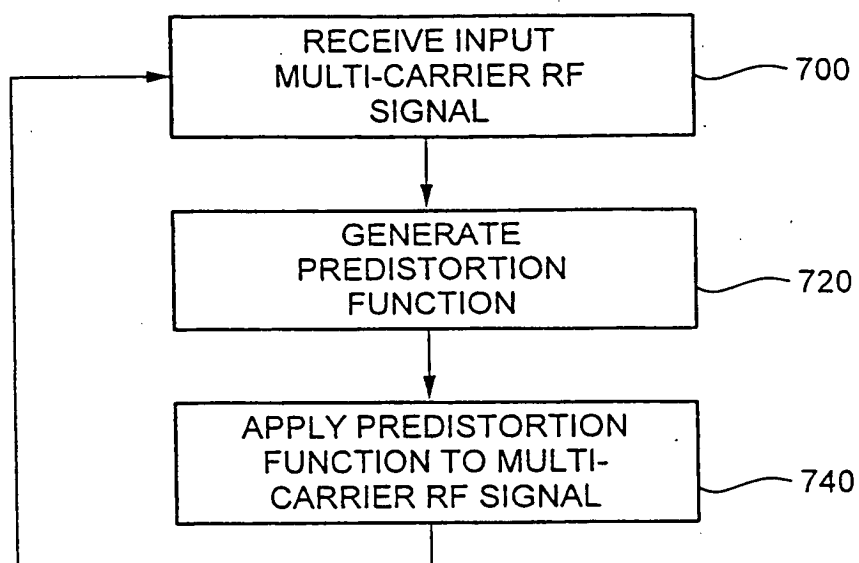 RECEIVE INPUT
MULTI-CARRIER RF
SIGNAL
700
GENERATE
PREDISTORTION
FUNCTION
720
APPLY PREDISTORTION
FUNCTION TO MULTI-
CARRIER RF SIGNAL
740